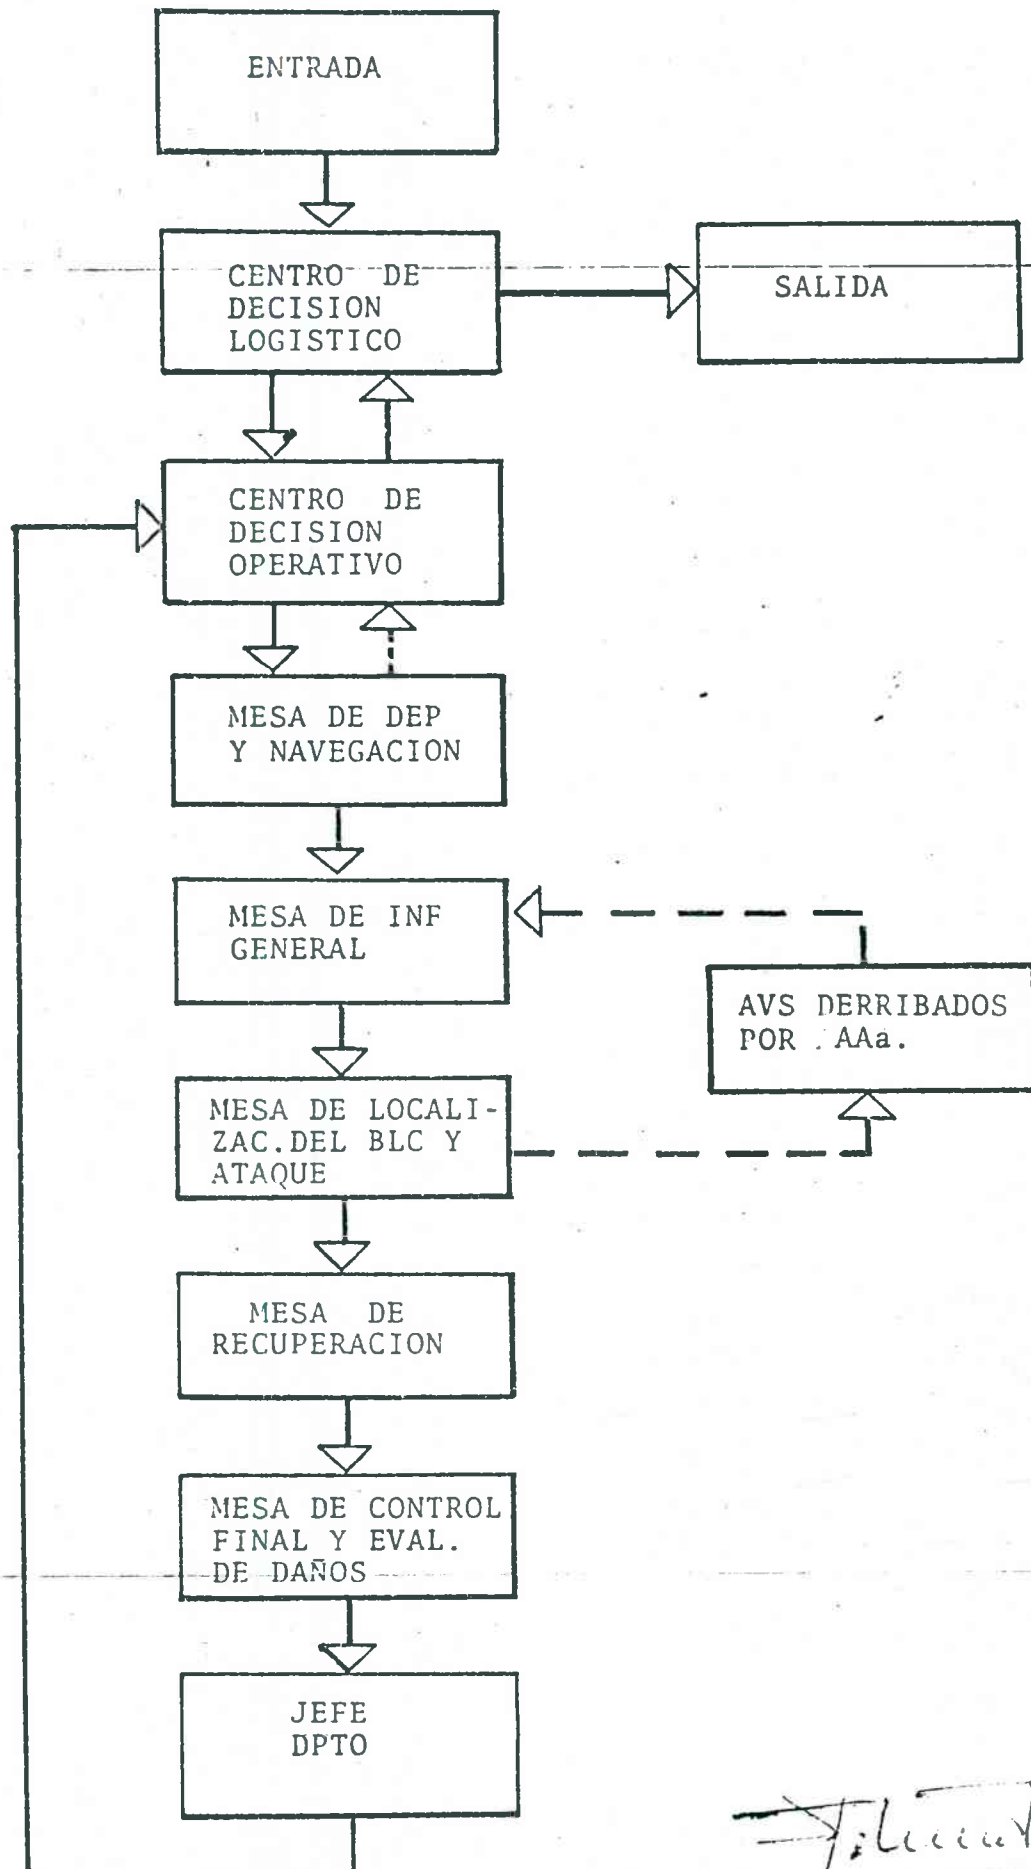 ENTRADA
CENTRO DE
DECISION
LOGISTICO
SALIDA
CENTRO DE
DECISION
OPERATIVO
MESA DE DEP
Y NAVEGACION
MESA DE INF
GENERAL
AVS DERRIBADOS
POR .AAa.
MESA DE LOCALI-
ZAC.DEL BLC Y
ATAQUE
MESA DE
RECUPERACION
MESA DE CONTROL
FINAL Y EVAL.
DE DAÑOS
JEFE
DPTO